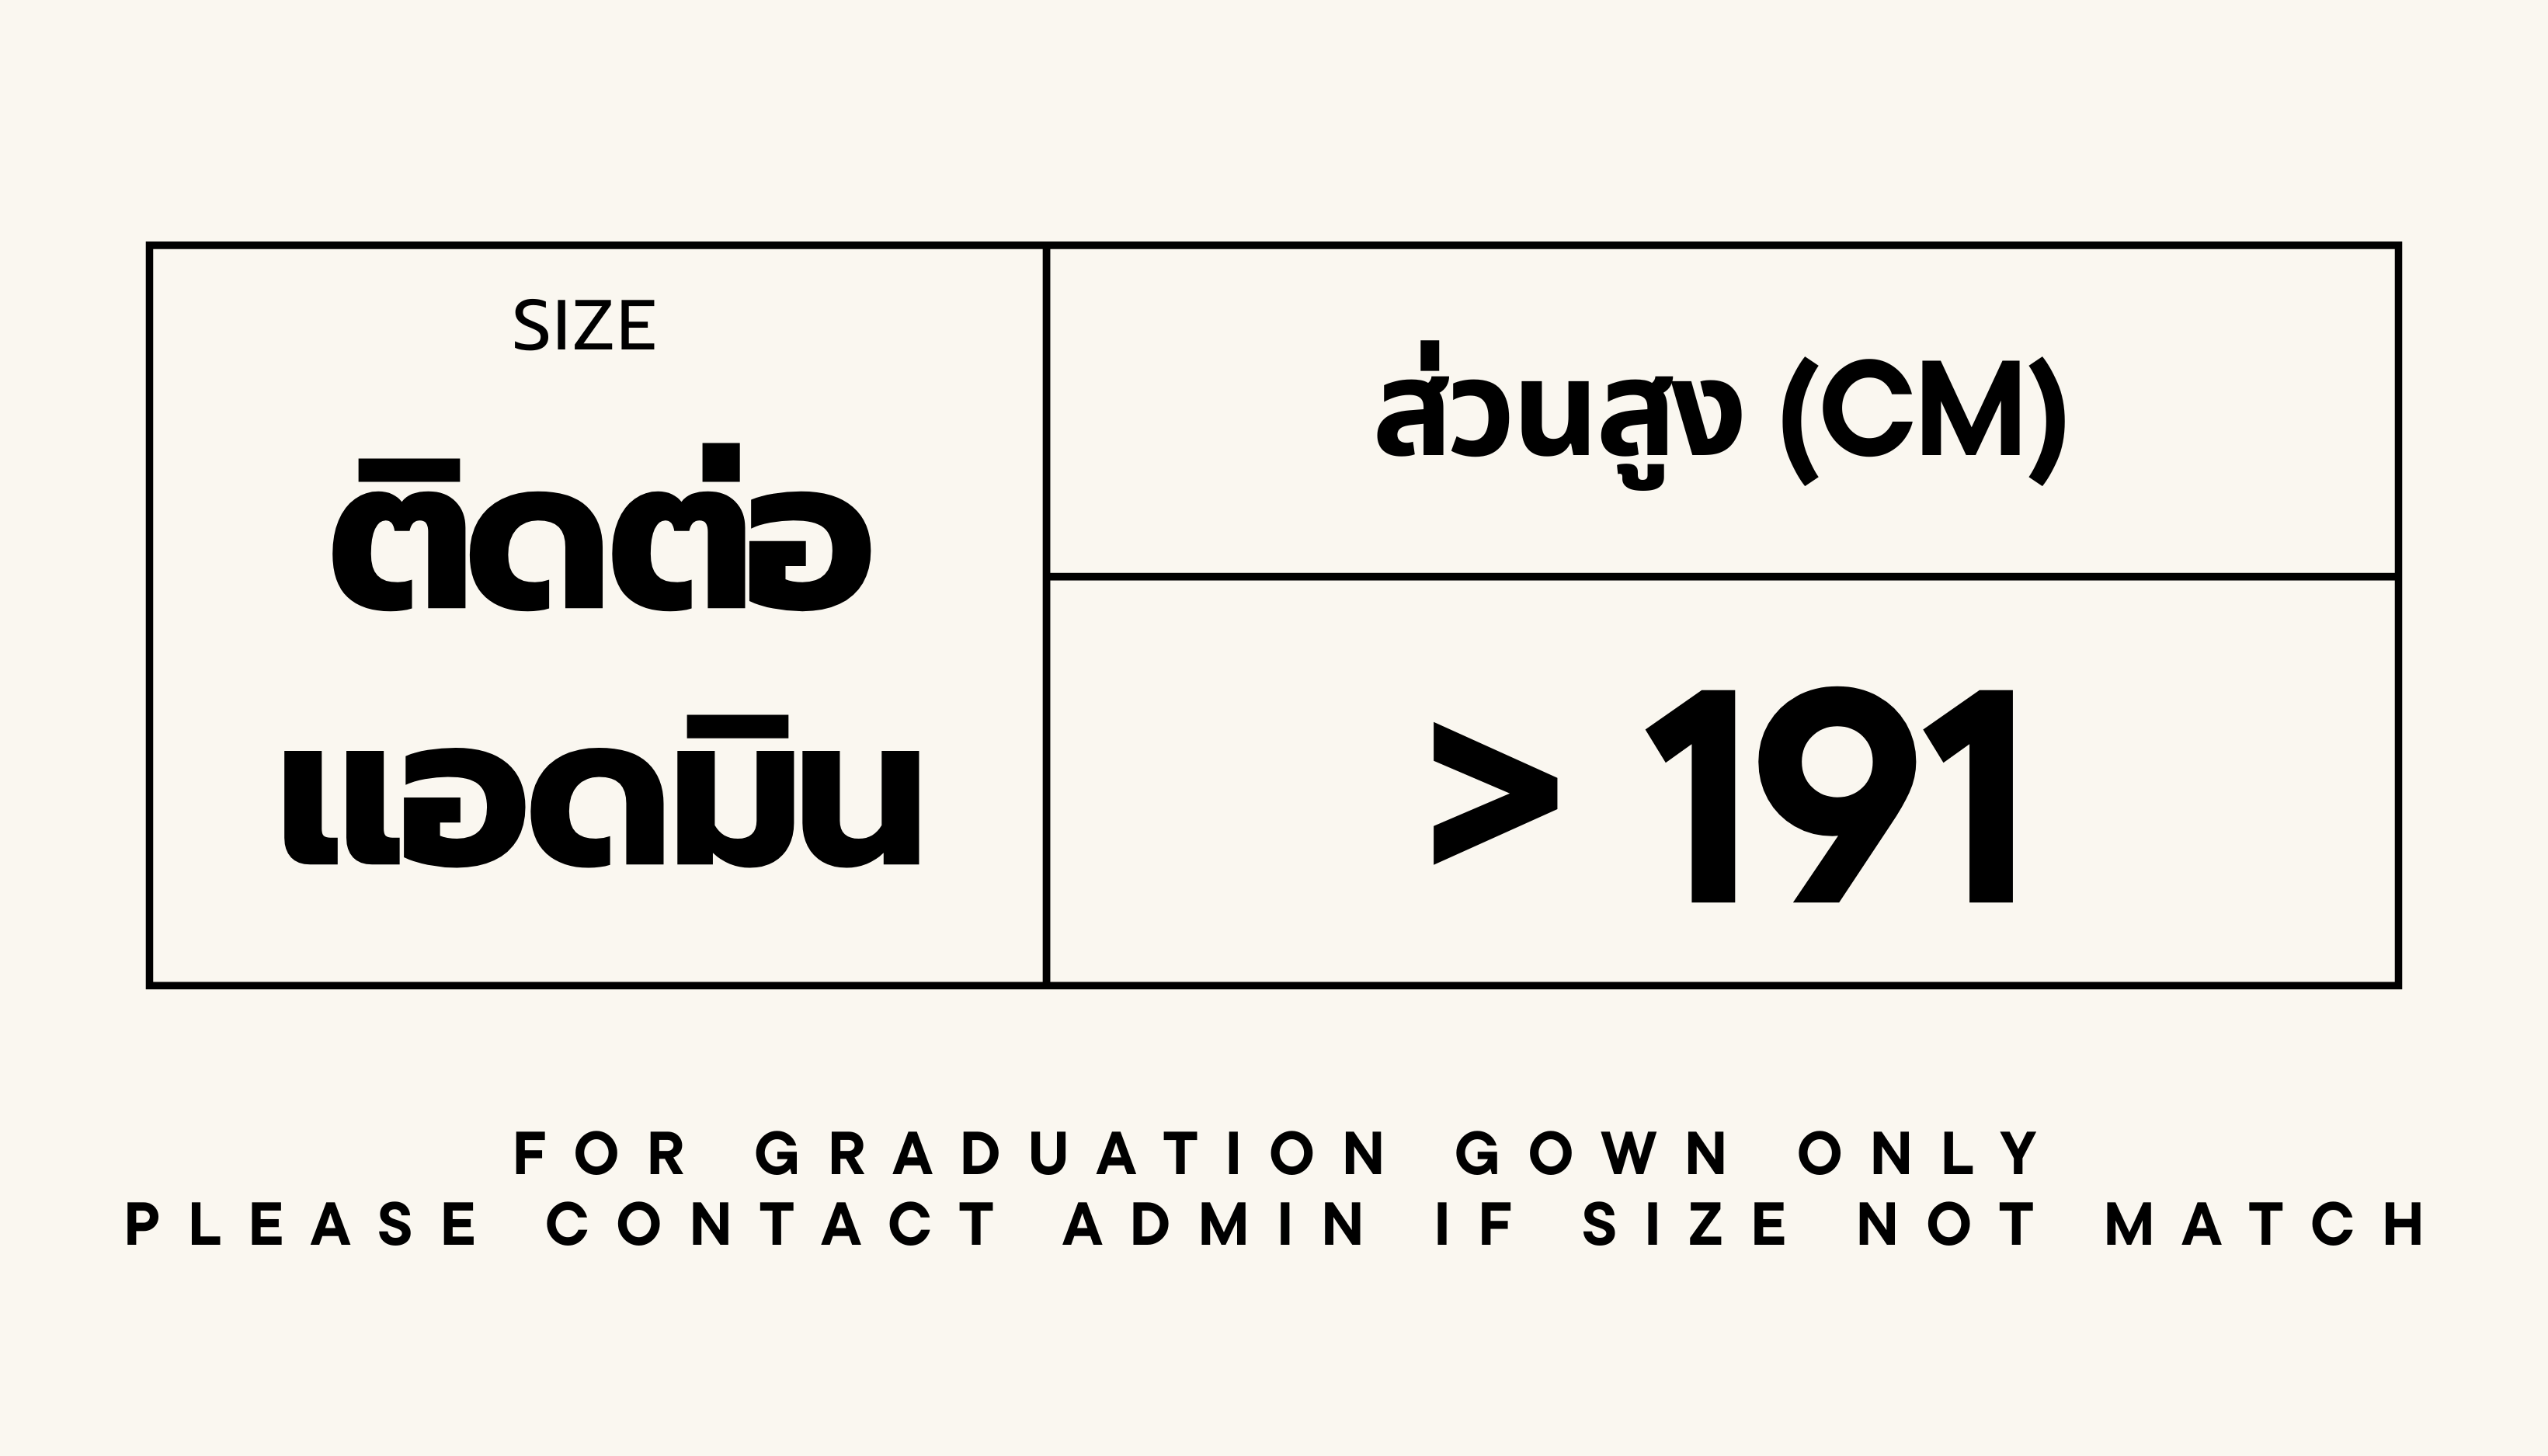 SIZE
ติดต่อ
แอดมิน
ส่วนสูง (CM)
> 191
FOR GRADUATION GOWN ONLY
PLEASE CONTACT ADMIN IF SIZE NOT MATCH